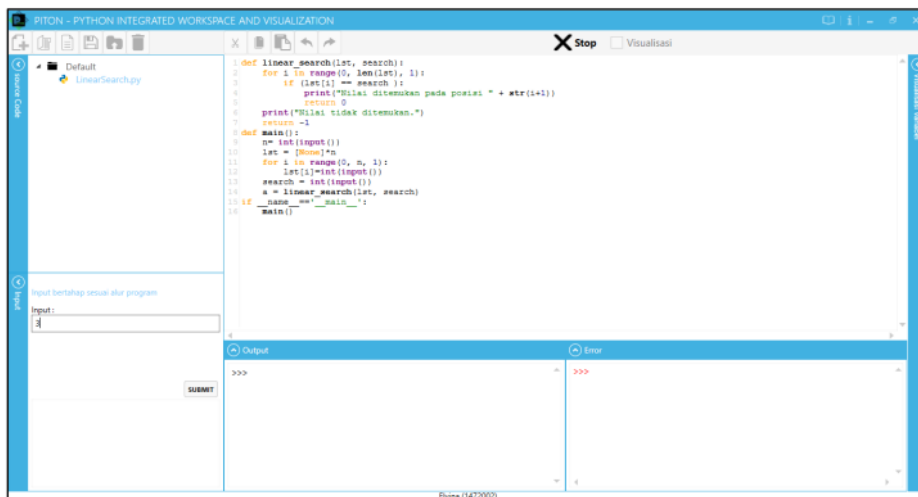 PITON – PYTHON INTEGRATED WORKSPACE AND VISUALIZATION
Stop
Visualisasi
Source Code
Default
LinearSearch.py
1 def linear_search(lst, search):
2     for i in range(0, len(lst), 1):
3         if (lst[i] == search ):
4             print("Nilai ditemukan pada posisi " + str(i+1))
5             return 0
6     print("Nilai tidak ditemukan.")
7     return -1
8 def main():
9     n= int(input())
10     lst = [None]*n
11     for i in range(0, n, 1):
12         lst[i]=int(input())
13     search = int(input())
14     a = linear_search(lst, search)
15 if __name__=='__main__':
16     main()
Input
Input bertahap sesuai alur program
Input :
3
SUBMIT
Output
>>>
Error
>>>
Elvina (1472002)